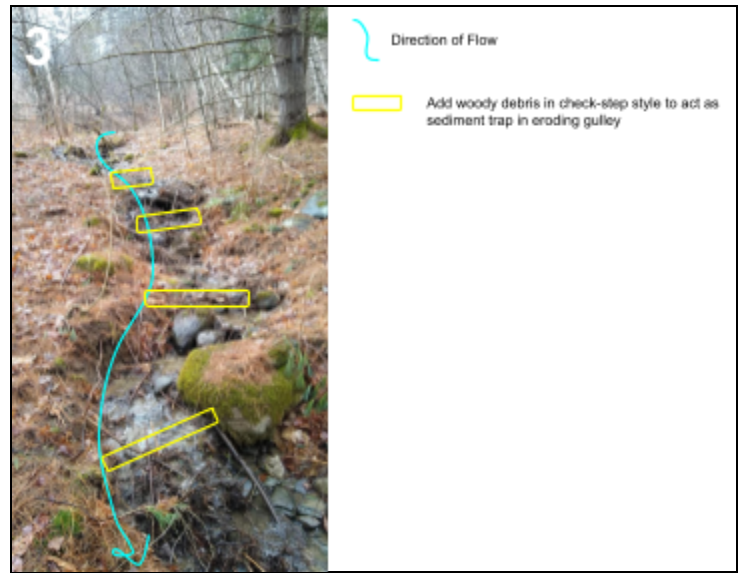 3
Direction of Flow
Add woody debris in check-step style to act as
sediment trap in eroding gulley